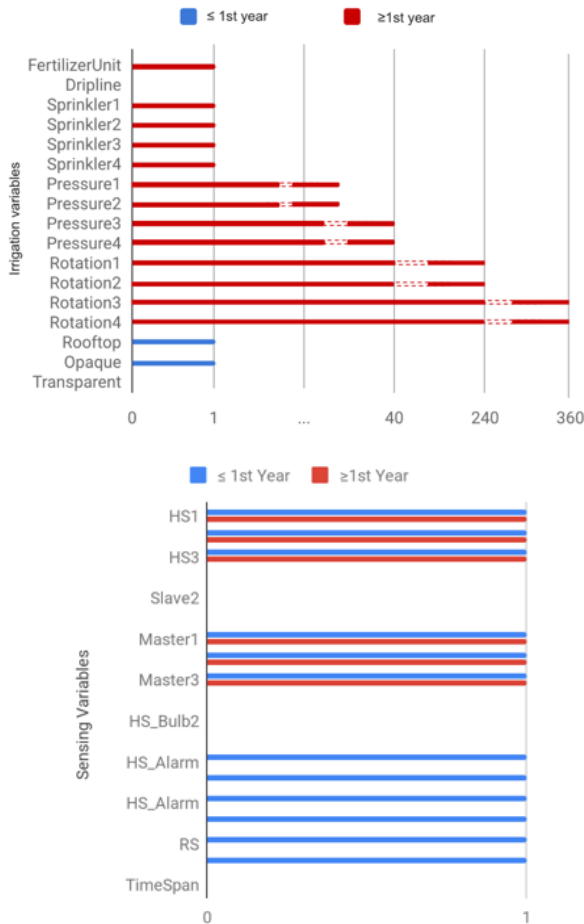 ≤ 1st year ≥1st year
Irrigation variables
FertilizerUnit
Dripline
Sprinkler1
Sprinkler2
Sprinkler3
Sprinkler4
Pressure1
Pressure2
Pressure3
Pressure4
Rotation1
Rotation2
Rotation3
Rotation4
Rooftop
Opaque
Transparent
0 1 ... 40 240 360
≤ 1st Year ≥1st Year
Sensing Variables
HS1
HS3
Slave2
Master1
Master3
HS_Bulb2
HS_Alarm
HS_Alarm
RS
TimeSpan
0 1